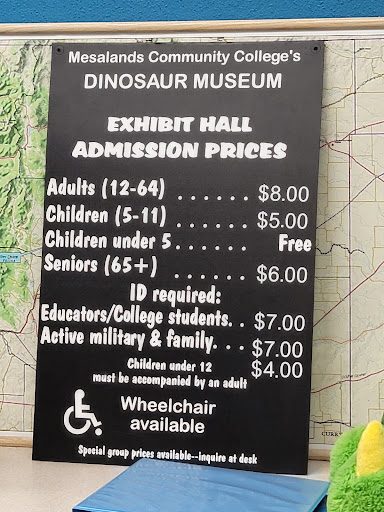 Mesalands Community College's
DINOSAUR MUSEUM
EXHIBIT HALL
ADMISSION PRICES
Adults (12-64) . . . . . . $8.00
Children (5-11) . . . . . . $5.00
Children under 5 . . . . . . Free
Seniors (65+) . . . . . . $6.00
ID required:
Educators/College students. . $7.00
Active military & family. . . $7.00
$4.00
Children under 12
must be accompanied by an adult
Wheelchair
available
Special group prices available--inquire at desk